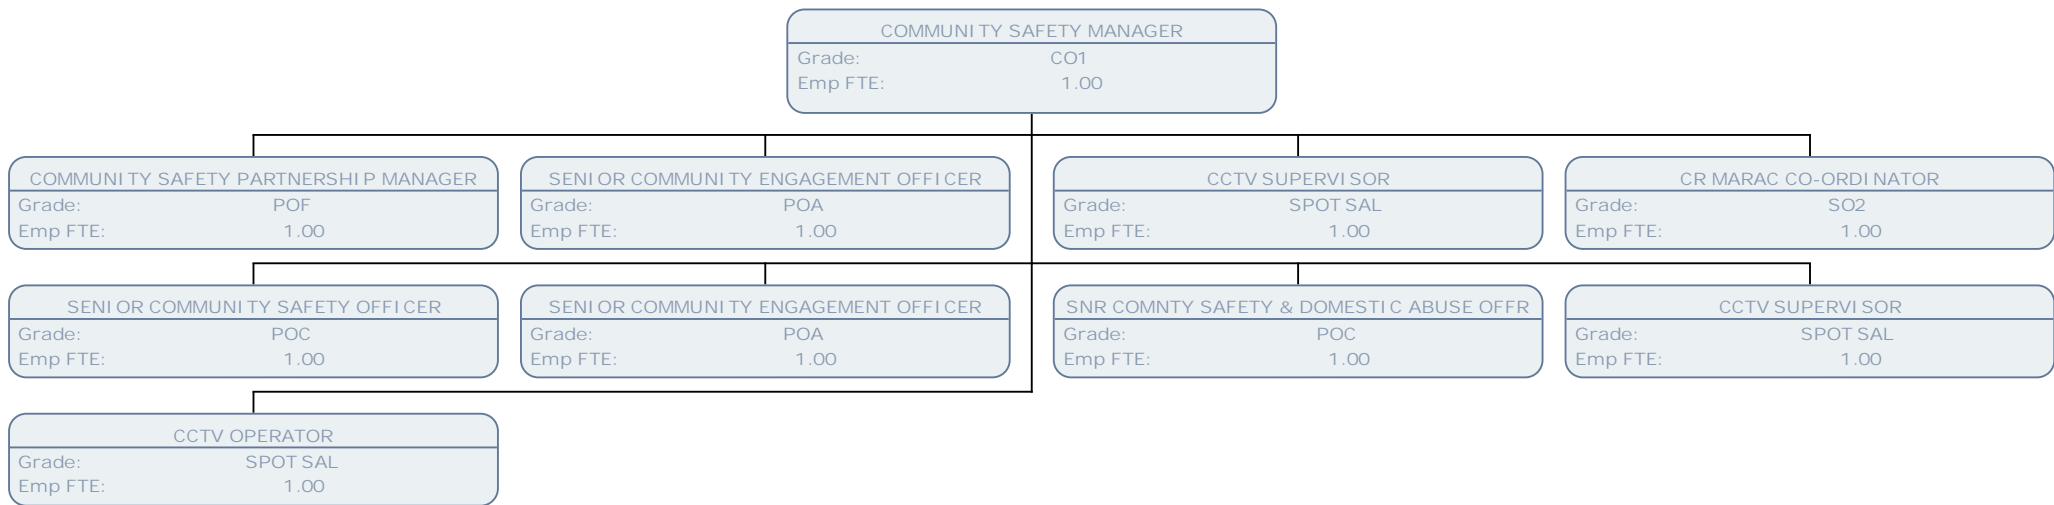 COMMUNITY SAFETY MANAGER
Grade: CO1
Emp FTE: 1.00
COMMUNITY SAFETY PARTNERSHIP MANAGER
Grade: POF
Emp FTE: 1.00
SENIOR COMMUNITY ENGAGEMENT OFFICER
Grade: POA
Emp FTE: 1.00
CCTV SUPERVISOR
Grade: SPOT SAL
Emp FTE: 1.00
CR MARAC CO-ORDINATOR
Grade: SO2
Emp FTE: 1.00
SENIOR COMMUNITY SAFETY OFFICER
Grade: POC
Emp FTE: 1.00
SENIOR COMMUNITY ENGAGEMENT OFFICER
Grade: POA
Emp FTE: 1.00
SNR COMNTY SAFETY & DOMESTIC ABUSE OFFR
Grade: POC
Emp FTE: 1.00
CCTV SUPERVISOR
Grade: SPOT SAL
Emp FTE: 1.00
CCTV OPERATOR
Grade: SPOT SAL
Emp FTE: 1.00